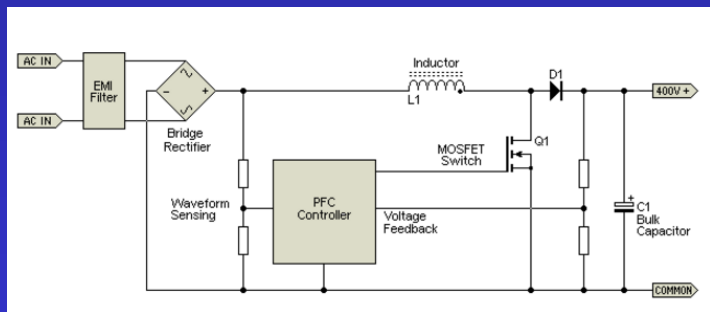 AC IN
EMI
Filter
AC IN
Bridge
Rectifier
Inductor
L1
D1
400V +
MOSFET
Switch
Q1
Waveform
Sensing
PFC
Controller
Voltage
Feedback
+
C1
Bulk
Capacitor
COMMON